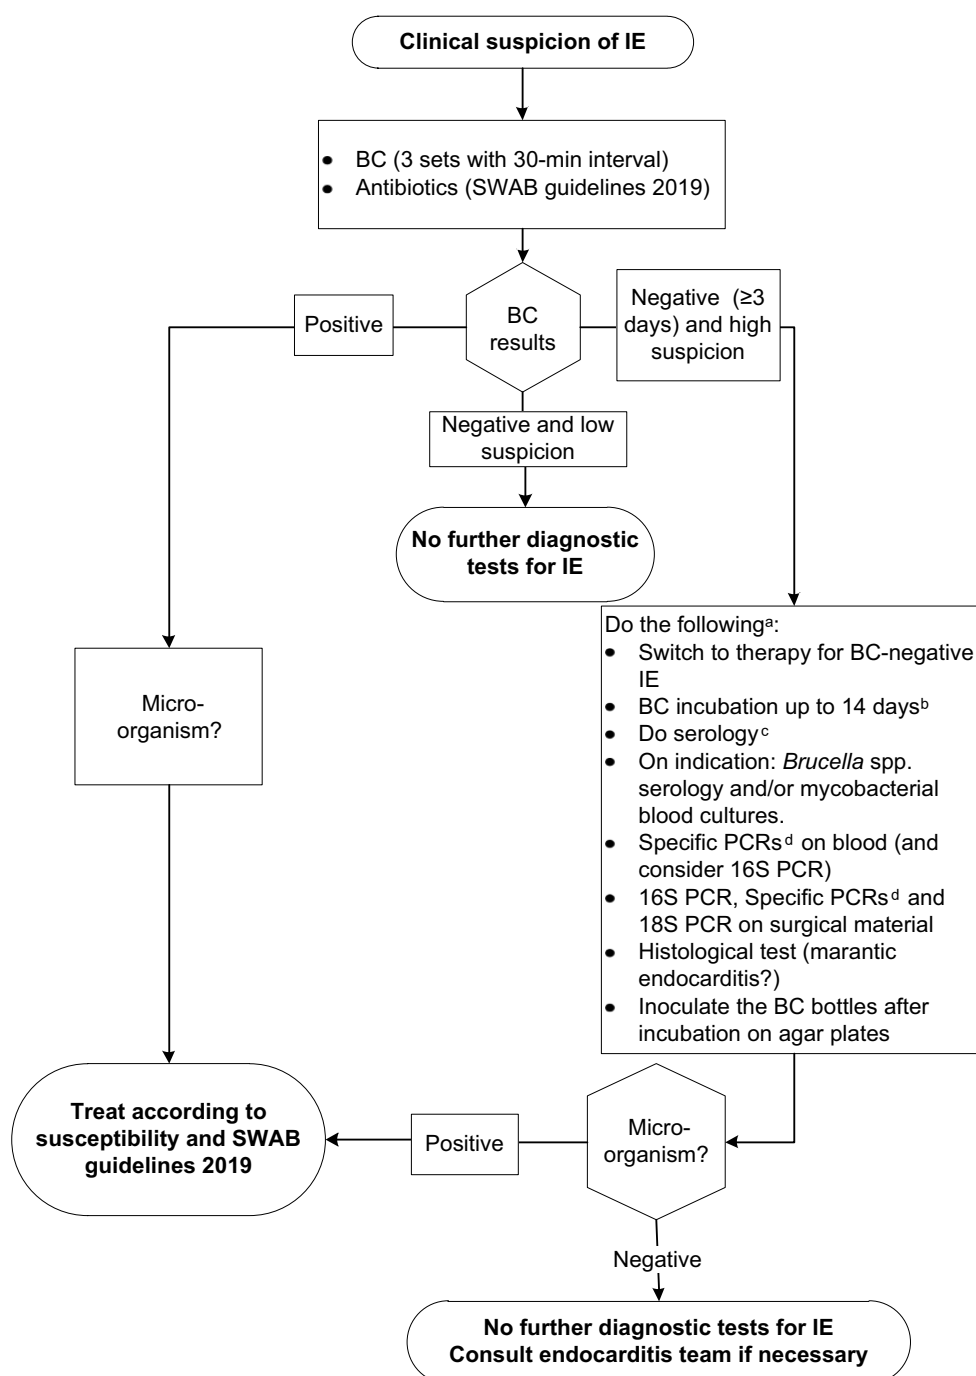 Clinical suspicion of IE
• BC (3 sets with 30-min interval)
• Antibiotics (SWAB guidelines 2019)
Positive
BC
results
Negative (≥3
days) and high
suspicion
Negative and low
suspicion
No further diagnostic
tests for IE
Micro-
organism?
Do the followingᵃ:
• Switch to therapy for BC-negative
IE
• BC incubation up to 14 daysᵇ
• Do serologyᶜ
• On indication: Brucella spp.
serology and/or mycobacterial
blood cultures.
• Specific PCRsᵈ on blood (and
consider 16S PCR)
• 16S PCR, Specific PCRsᵈ and
18S PCR on surgical material
• Histological test (marantic
endocarditis?)
• Inoculate the BC bottles after
incubation on agar plates
Treat according to
susceptibility and SWAB
guidelines 2019
Positive
Micro-
organism?
Negative
No further diagnostic tests for IE
Consult endocarditis team if necessary